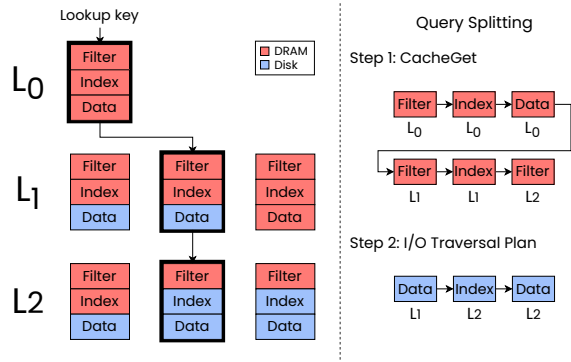 Lookup key
Filter
Index
Data
L0
DRAM
Disk
Filter
Index
Data
Filter
Index
Data
Filter
Index
Data
L1
Filter
Index
Data
Filter
Index
Data
Filter
Index
Data
L2
Query Splitting
Step 1: CacheGet
Filter Index Data
L0 L0 L0
Filter Index Filter
L1 L1 L2
Step 2: I/O Traversal Plan
Data Index Data
L1 L2 L2